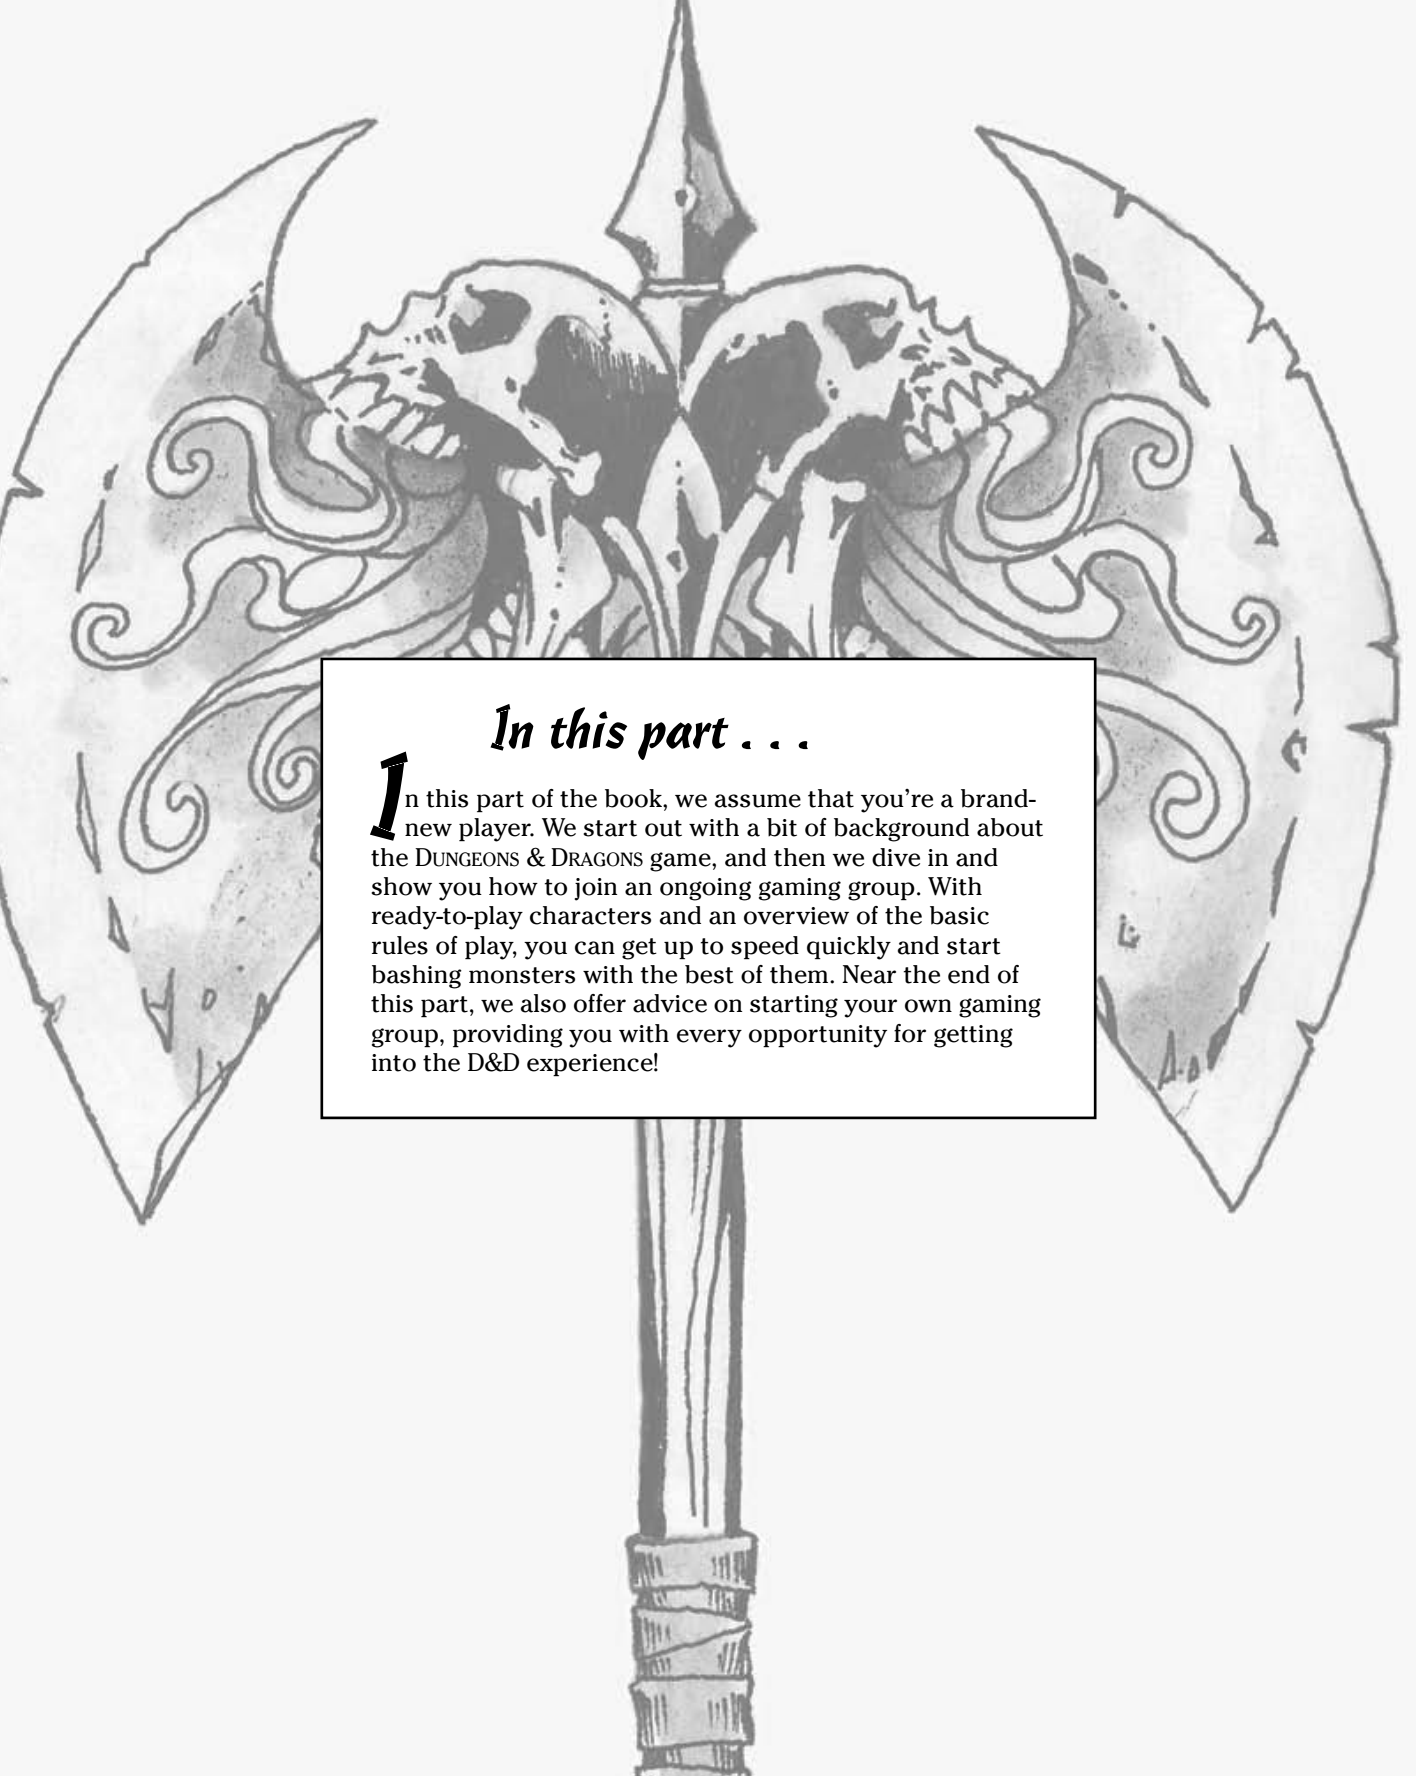 In this part . . .
In this part of the book, we assume that you’re a brand-
new player. We start out with a bit of background about
the DUNGEONS & DRAGONS game, and then we dive in and
show you how to join an ongoing gaming group. With
ready-to-play characters and an overview of the basic
rules of play, you can get up to speed quickly and start
bashing monsters with the best of them. Near the end of
this part, we also offer advice on starting your own gaming
group, providing you with every opportunity for getting
into the D&D experience!